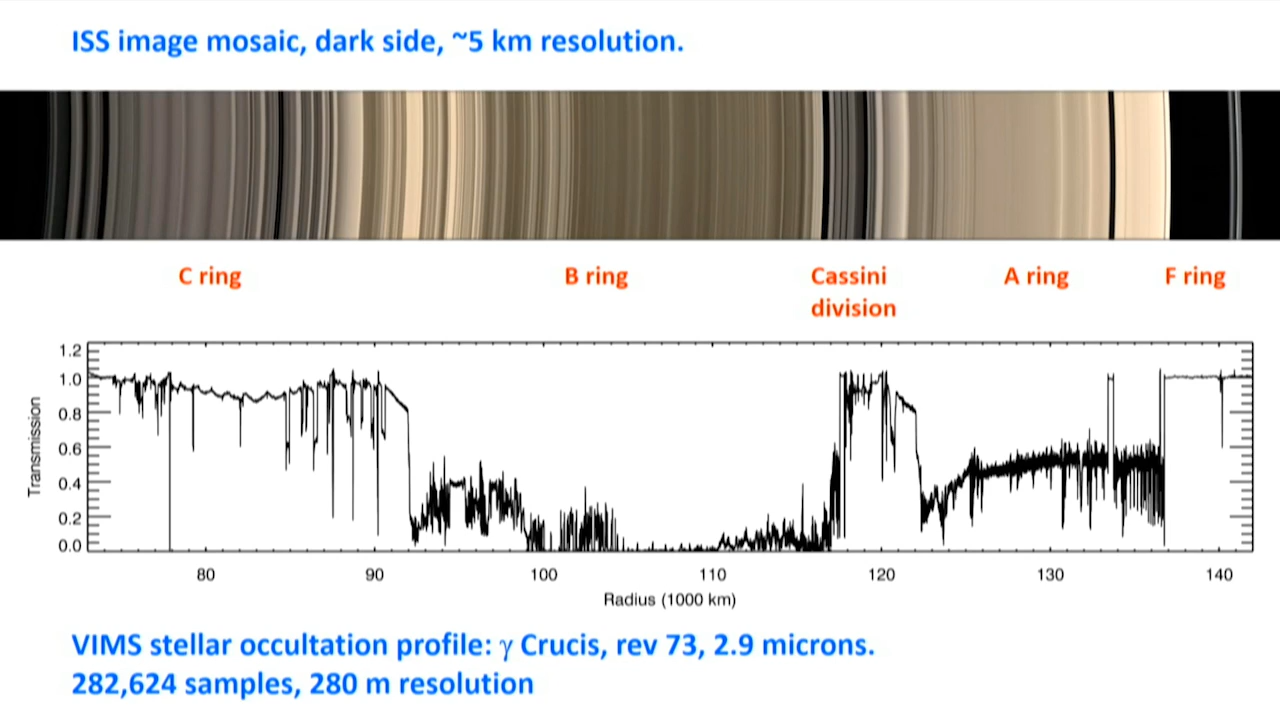 ISS image mosaic, dark side, ~5 km resolution.
C ring
B ring
Cassini
division
A ring
F ring
1.2
1.0
0.8
0.6
0.4
0.2
0.0
Transmission
80 90 100 110 120 130 140
Radius (1000 km)
VIMS stellar occultation profile: γ Crucis, rev 73, 2.9 microns.
282,624 samples, 280 m resolution